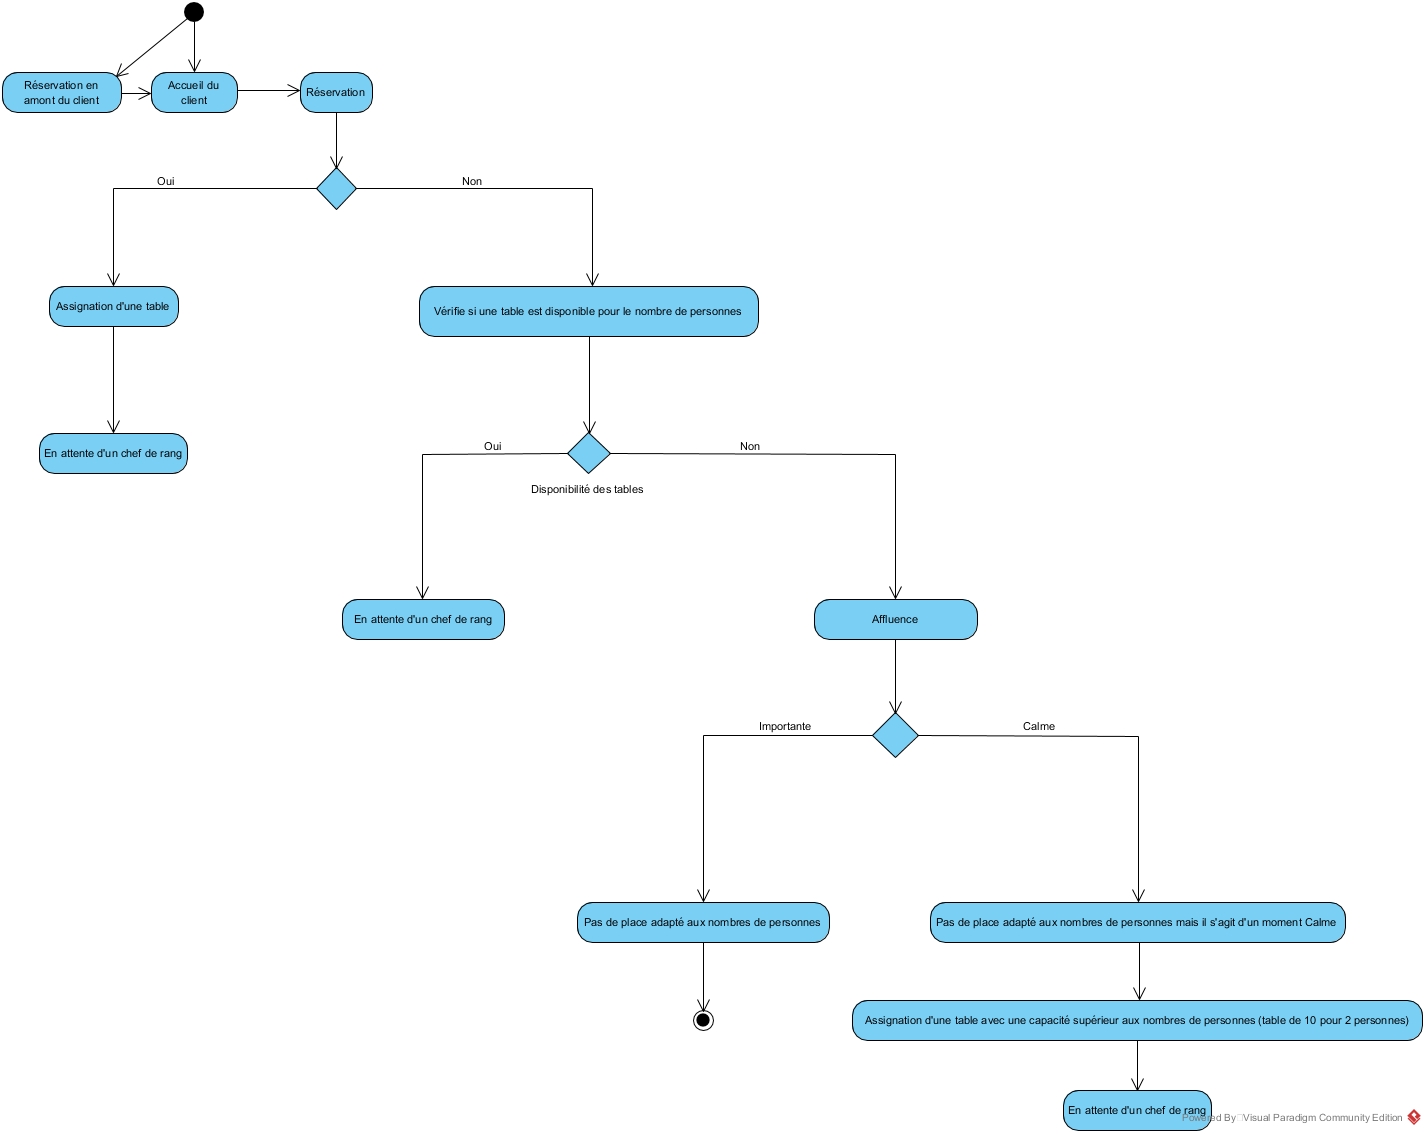 Réservation en
amont du client
Accueil du
client
Réservation
Oui
Non
Assignation d'une table
Vérifie si une table est disponible pour le nombre de personnes
En attente d'un chef de rang
Oui
Non
Disponibilité des tables
En attente d'un chef de rang
Affluence
Importante
Calme
Pas de place adapté aux nombres de personnes
Pas de place adapté aux nombres de personnes mais il s'agit d'un moment Calme
Assignation d'une table avec une capacité supérieur aux nombres de personnes (table de 10 pour 2 personnes)
En attente d'un chef de rang
Powered By Visual Paradigm Community Edition